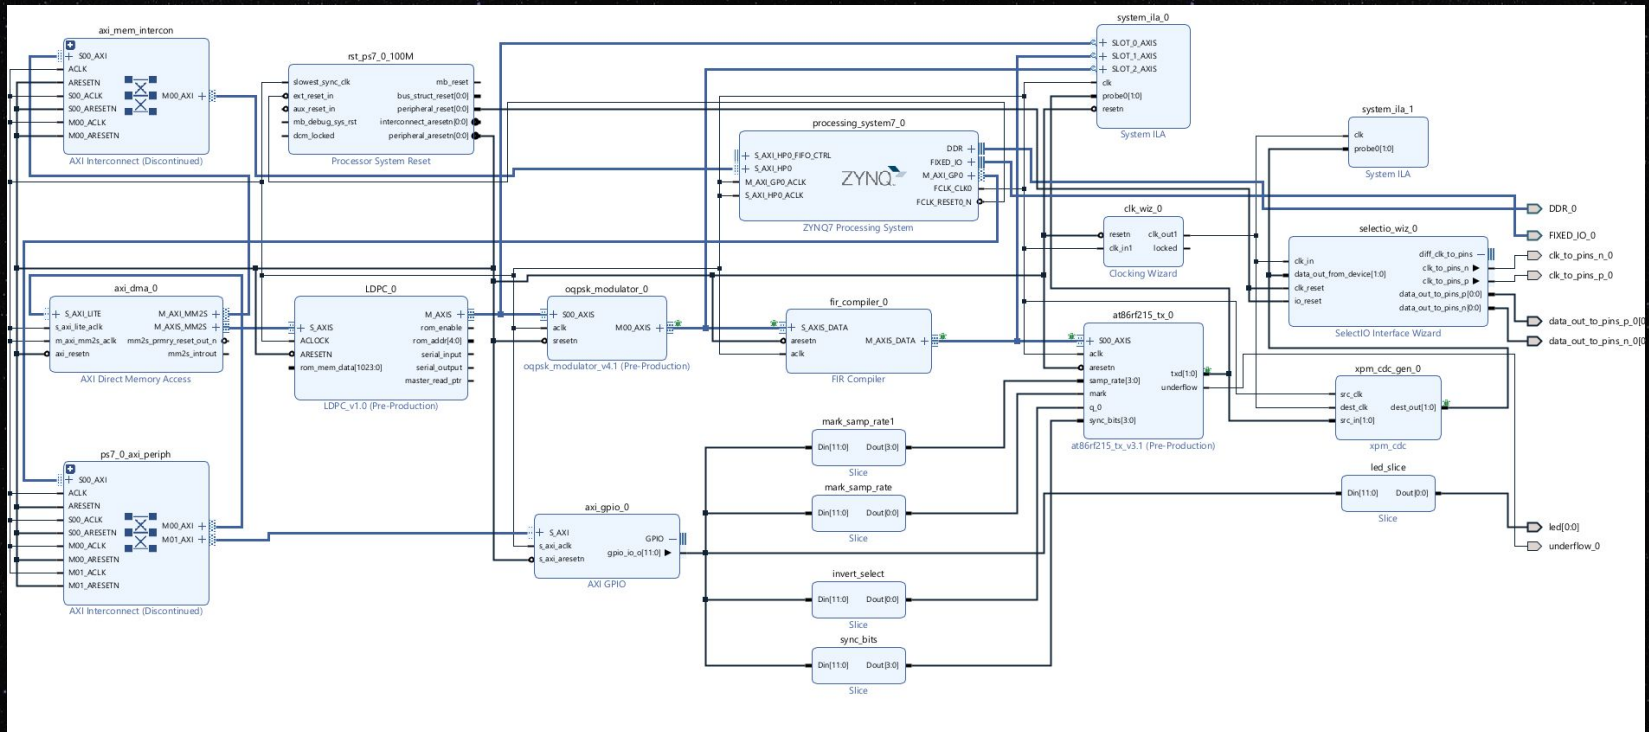 axi_mem_intercon
S00_AXI
ACLK
ARESETN
S00_ACLK
M00_AXI
S00_ARESETN
M00_ACLK
M00_ARESETN
AXI Interconnect (Discontinued)
rst_ps7_0_100M
slowest_sync_clk
mb_reset
ext_reset_in
bus_struct_reset[0:0]
aux_reset_in
peripheral_reset[0:0]
mb_debug_sys_rst
interconnect_aresetn[0:0]
dcm_locked
peripheral_aresetn[0:0]
Processor System Reset
system_ila_0
SLOT_0_AXIS
SLOT_1_AXIS
SLOT_2_AXIS
clk
probe0[1:0]
resetn
System ILA
processing_system7_0
DDR
S_AXI_HP0_FIFO_CTRL
FIXED_IO
S_AXI_HP0
M_AXI_GP0
M_AXI_GP0_ACLK
FCLK_CLK0
S_AXI_HP0_ACLK
FCLK_RESET0_N
ZYNQ
ZYNQ7 Processing System
system_ila_1
clk
probe0[1:0]
System ILA
clk_wiz_0
resetn
clk_out1
clk_in1
locked
Clocking Wizard
selectio_wiz_0
diff_clk_to_pins
clk_in
clk_to_pins_n
data_out_from_device[1:0]
clk_to_pins_p
clk_reset
data_out_to_pins_p[0:0]
io_reset
data_out_to_pins_n[0:0]
SelectIO Interface Wizard
DDR_0
FIXED_IO_0
clk_to_pins_n_0
clk_to_pins_p_0
data_out_to_pins_p_0[0
data_out_to_pins_n_0[0
axi_dma_0
S_AXI_LITE
M_AXI_MM2S
s_axi_lite_aclk
M_AXIS_MM2S
m_axi_mm2s_aclk
mm2s_prmry_reset_out_n
axi_resetn
mm2s_introut
AXI Direct Memory Access
LDPC_0
M_AXIS
S_AXIS
rom_enable
ACLOCK
rom_addr[4:0]
ARESETN
serial_input
rom_mem_data[1023:0]
serial_output
master_read_ptr
LDPC_v1.0 (Pre-Production)
oqpsk_modulator_0
S00_AXIS
aclk
M00_AXIS
sresetn
oqpsk_modulator_v4.1 (Pre-Production)
fir_compiler_0
S_AXIS_DATA
aresetn
M_AXIS_DATA
aclk
FIR Compiler
at86rf215_tx_0
S00_AXIS
aclk
aresetn
txd[1:0]
samp_rate[3:0]
underflow
mark
q_0
sync_bits[3:0]
at86rf215_tx_v3.1 (Pre-Production)
xpm_cdc_gen_0
src_clk
dest_clk
dest_out[1:0]
src_in[1:0]
xpm_cdc
ps7_0_axi_periph
S00_AXI
ACLK
ARESETN
S00_ACLK
M00_AXI
S00_ARESETN
M01_AXI
M00_ACLK
M00_ARESETN
M01_ACLK
M01_ARESETN
AXI Interconnect (Discontinued)
axi_gpio_0
S_AXI
GPIO
s_axi_aclk
gpio_io_o[11:0]
s_axi_aresetn
AXI GPIO
mark_samp_rate1
Din[11:0]
Dout[3:0]
Slice
mark_samp_rate
Din[11:0]
Dout[0:0]
Slice
invert_select
Din[11:0]
Dout[0:0]
Slice
sync_bits
Din[11:0]
Dout[3:0]
Slice
led_slice
Din[11:0]
Dout[0:0]
Slice
led[0:0]
underflow_0